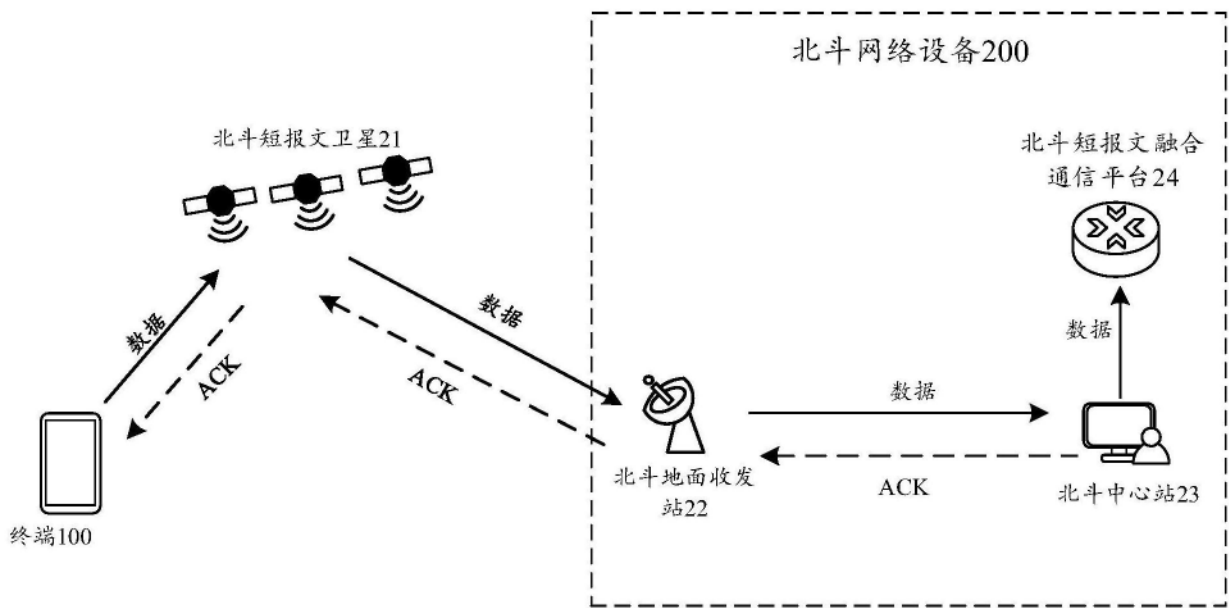 北斗网络设备200
北斗短报文卫星21
北斗短报文融合
通信平台24
数据
数据
数据
ACK
ACK
数据
ACK
北斗地面收发
站22
北斗中心站23
终端100